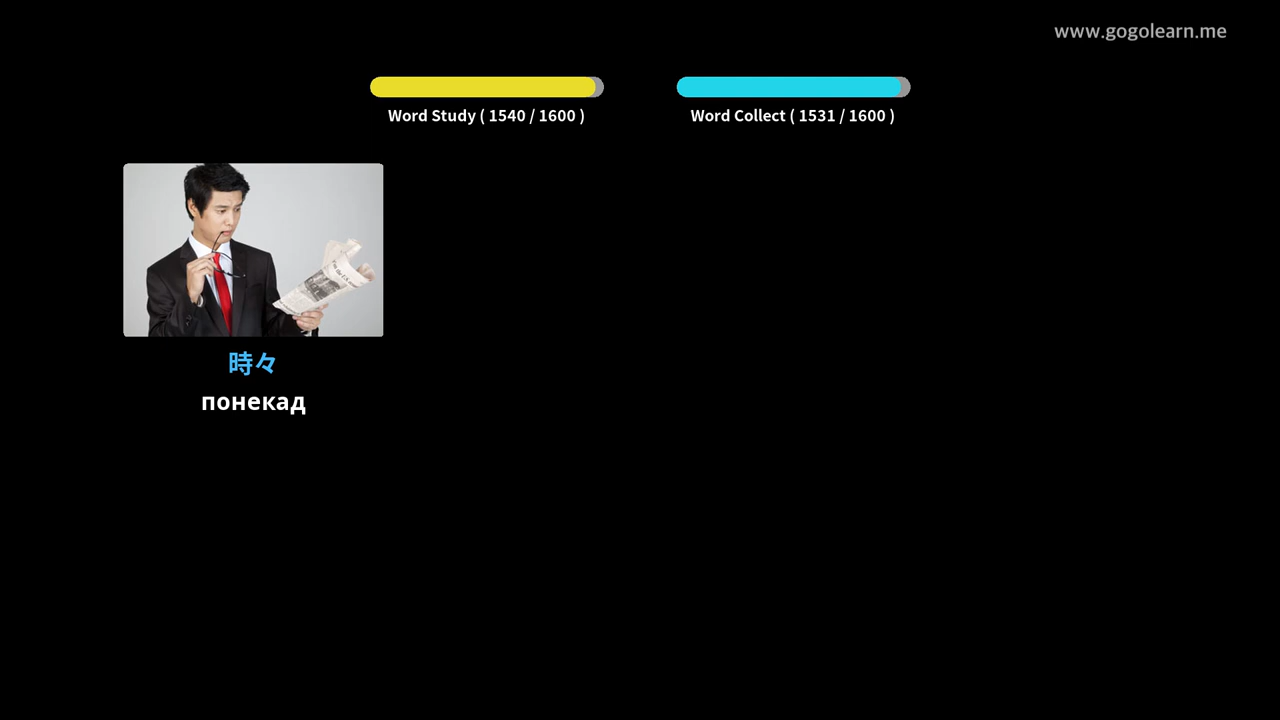 www.gogolearn.me
Word Study ( 1540 / 1600 )
Word Collect ( 1531 / 1600 )
時々
понекад